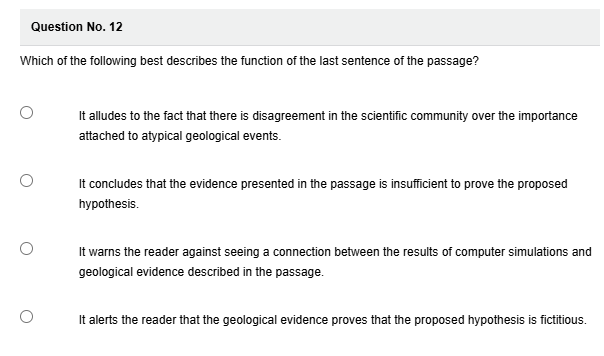 Question No. 12
Which of the following best describes the function of the last sentence of the passage?
It alludes to the fact that there is disagreement in the scientific community over the importance
attached to atypical geological events.
It concludes that the evidence presented in the passage is insufficient to prove the proposed
hypothesis.
It warns the reader against seeing a connection between the results of computer simulations and
geological evidence described in the passage.
It alerts the reader that the geological evidence proves that the proposed hypothesis is fictitious.